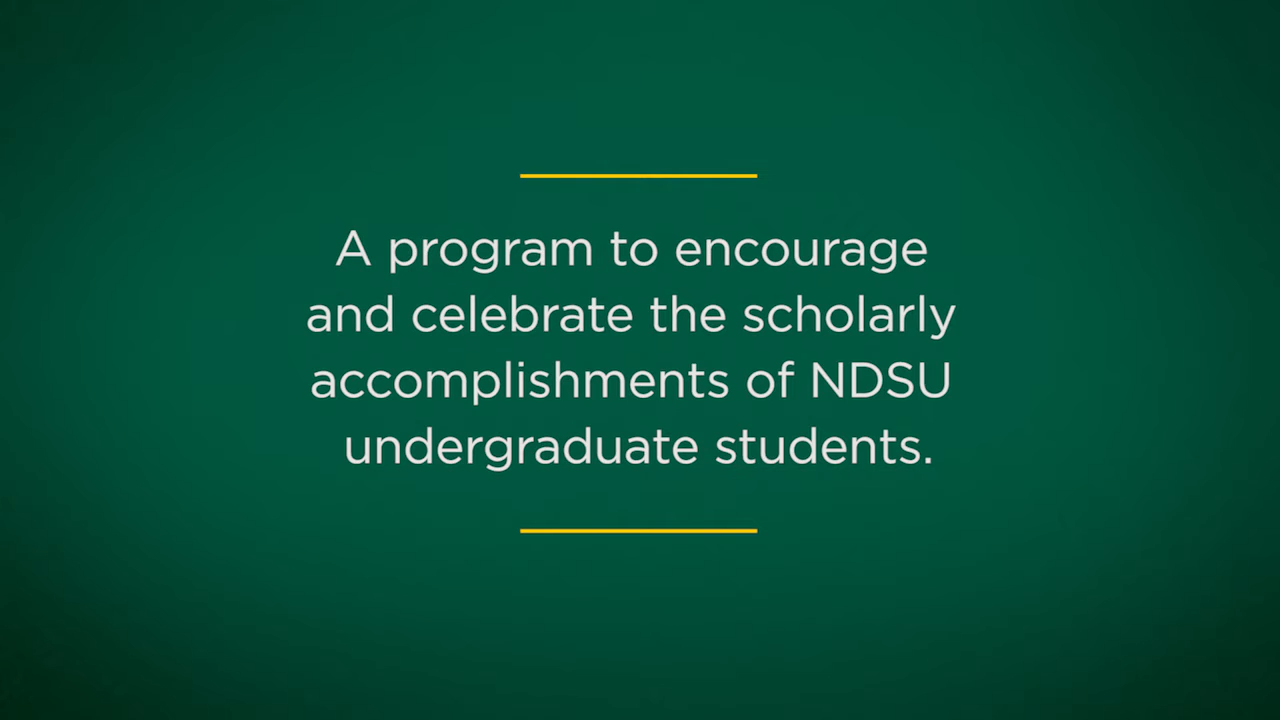 A program to encourage
and celebrate the scholarly
accomplishments of NDSU
undergraduate students.